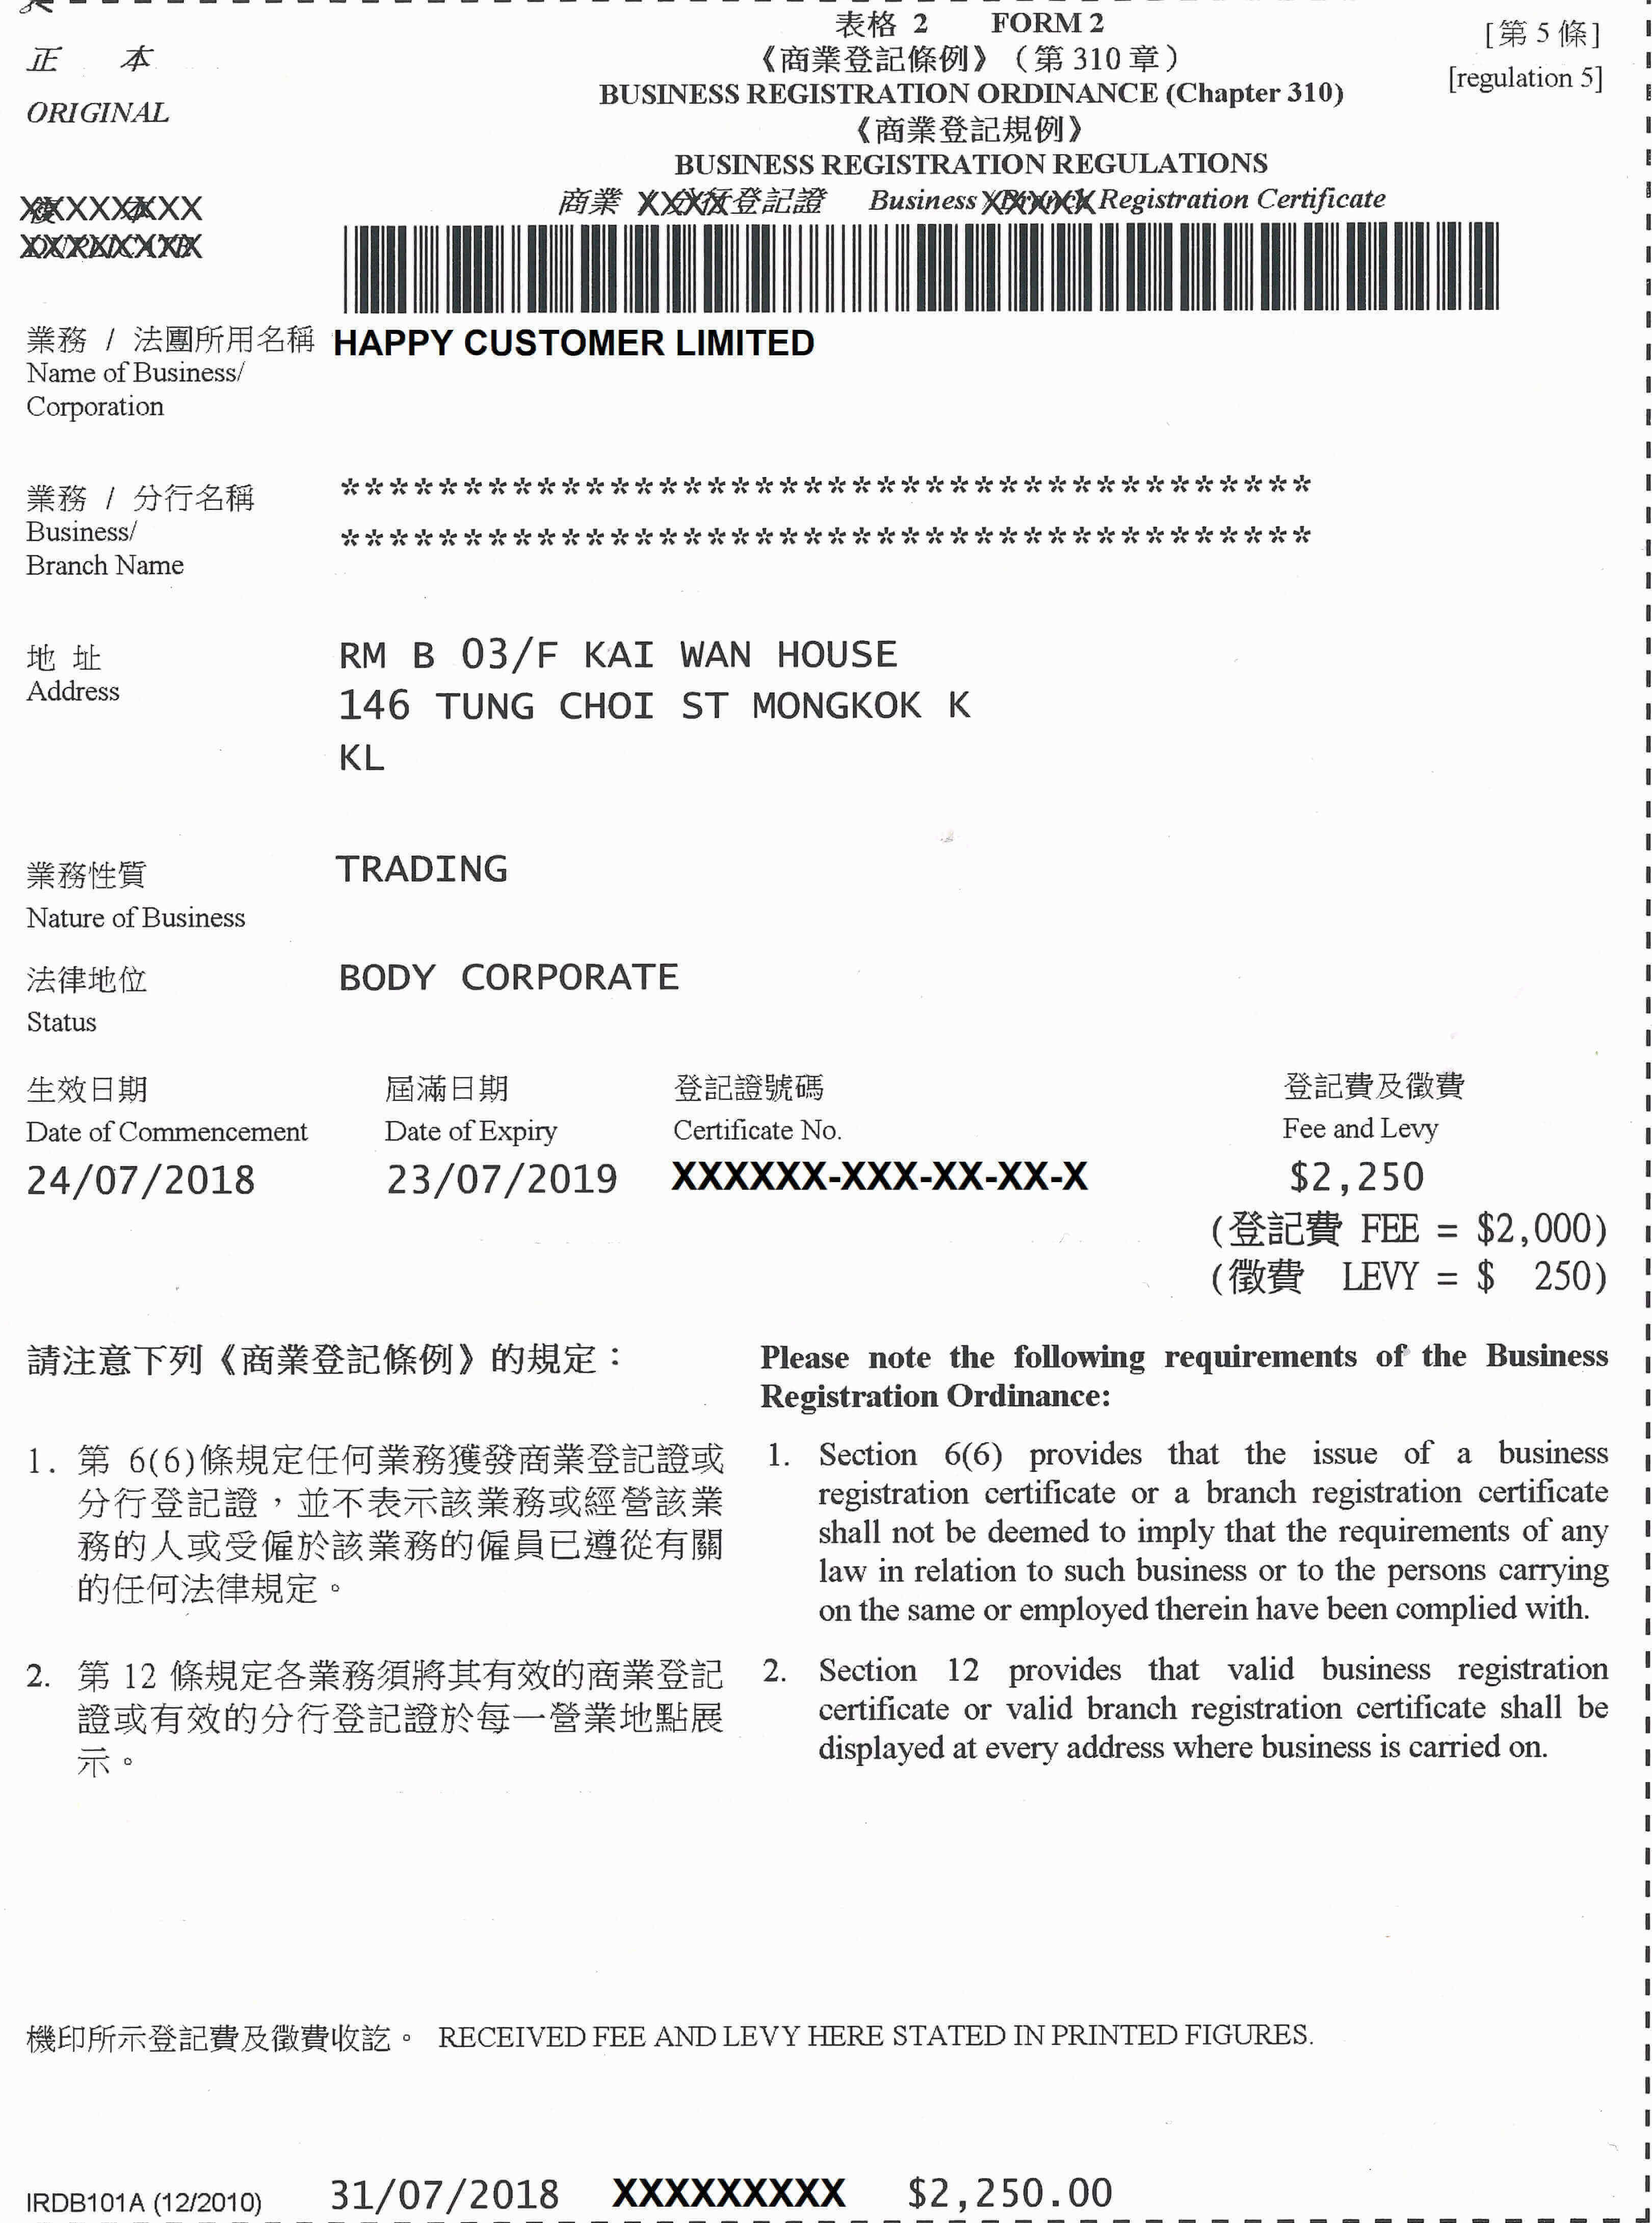 表格 2 FORM 2
[第 5 條]
正 本
《商業登記條例》（第 310 章）
[regulation 5]
BUSINESS REGISTRATION ORDINANCE (Chapter 310)
ORIGINAL
《商業登記規例》
BUSINESS REGISTRATION REGULATIONS
商業 XXXX登記證 Business XXXXX Registration Certificate
XXXXXXXX
XXXXXXXX
業務 / 法團所用名稱 HAPPY CUSTOMER LIMITED
Name of Business/
Corporation
業務 / 分行名稱 ****************************************
Business/
****************************************
Branch Name
地 址 RM B 03/F KAI WAN HOUSE
Address 146 TUNG CHOI ST MONGKOK K
KL
業務性質 TRADING
Nature of Business
法律地位 BODY CORPORATE
Status
生效日期 屆滿日期 登記證號碼 登記費及徵費
Date of Commencement Date of Expiry Certificate No. Fee and Levy
24/07/2018 23/07/2019 XXXXXX-XXX-XX-XX-X $2,250
(登記費 FEE = $2,000)
(徵費 LEVY = $ 250)
請注意下列《商業登記條例》的規定：
1. 第 6(6)條規定任何業務獲發商業登記證或
分行登記證，並不表示該業務或經營該業
務的人或受僱於該業務的僱員已遵從有關
的任何法律規定。
2. 第 12 條規定各業務須將其有效的商業登記
證或有效的分行登記證於每一營業地點展
示。
Please note the following requirements of the Business
Registration Ordinance:
1. Section 6(6) provides that the issue of a business
registration certificate or a branch registration certificate
shall not be deemed to imply that the requirements of any
law in relation to such business or to the persons carrying
on the same or employed therein have been complied with.
2. Section 12 provides that valid business registration
certificate or valid branch registration certificate shall be
displayed at every address where business is carried on.
機印所示登記費及徵費收訖。 RECEIVED FEE AND LEVY HERE STATED IN PRINTED FIGURES.
IRDB101A (12/2010) 31/07/2018 XXXXXXXXX $2,250.00